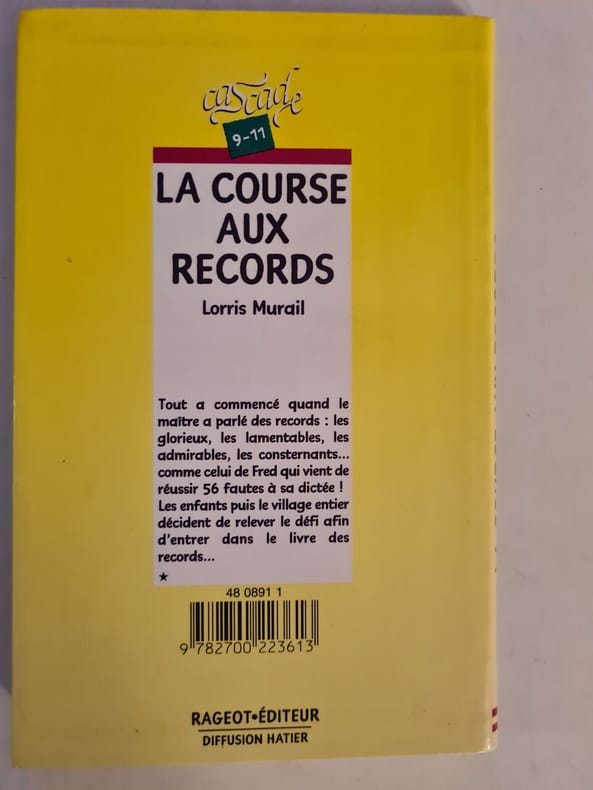 cascade
9-11
LA COURSE
AUX
RECORDS
Lorris Murail
Tout a commencé quand le
maître a parlé des records : les
glorieux, les lamentables, les
admirables, les consternants...
comme celui de Fred qui vient de
réussir 56 fautes à sa dictée !
Les enfants puis le village entier
décident de relever le défi afin
d'entrer dans le livre des
records...
★
48 0891 1
9 782700 223613
RAGEOT•ÉDITEUR
DIFFUSION HATIER